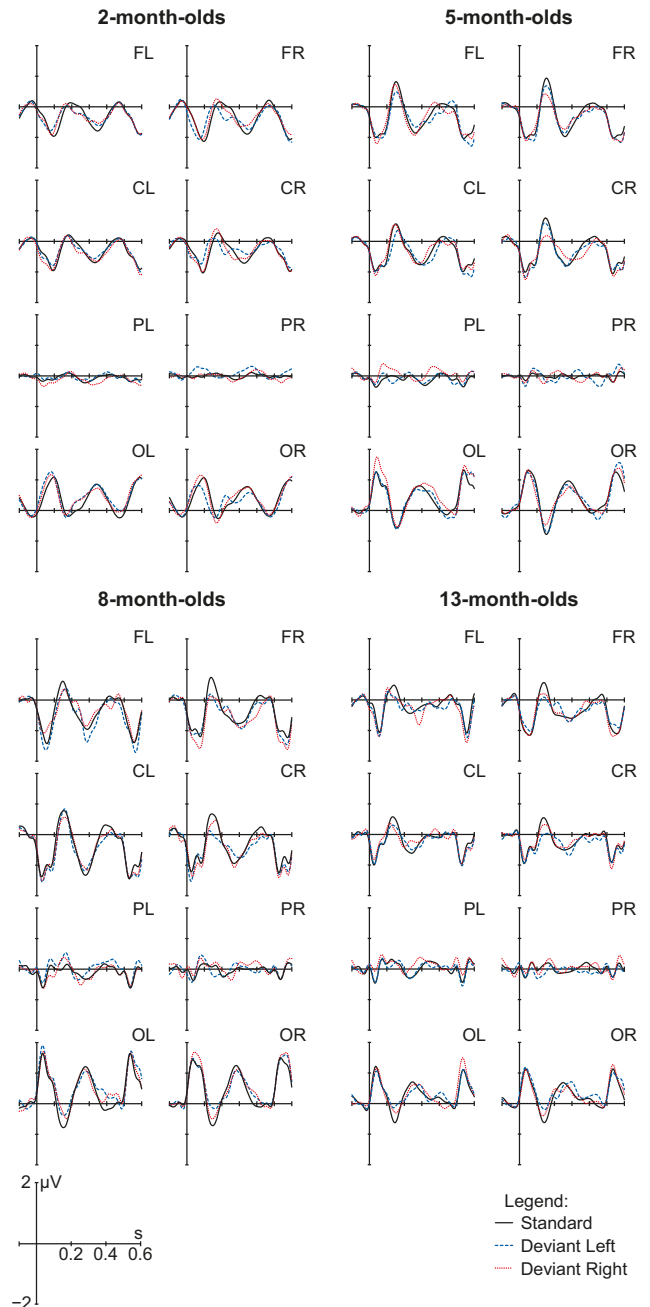 2-month-olds 5-month-olds
FL FR FL FR
CL CR CL CR
PL PR PL PR
OL OR OL OR
8-month-olds 13-month-olds
FL FR FL FR
CL CR CL CR
PL PR PL PR
OL OR OL OR
2 µV
s
0.2 0.4 0.6
−2
Legend:
Standard
Deviant Left
Deviant Right